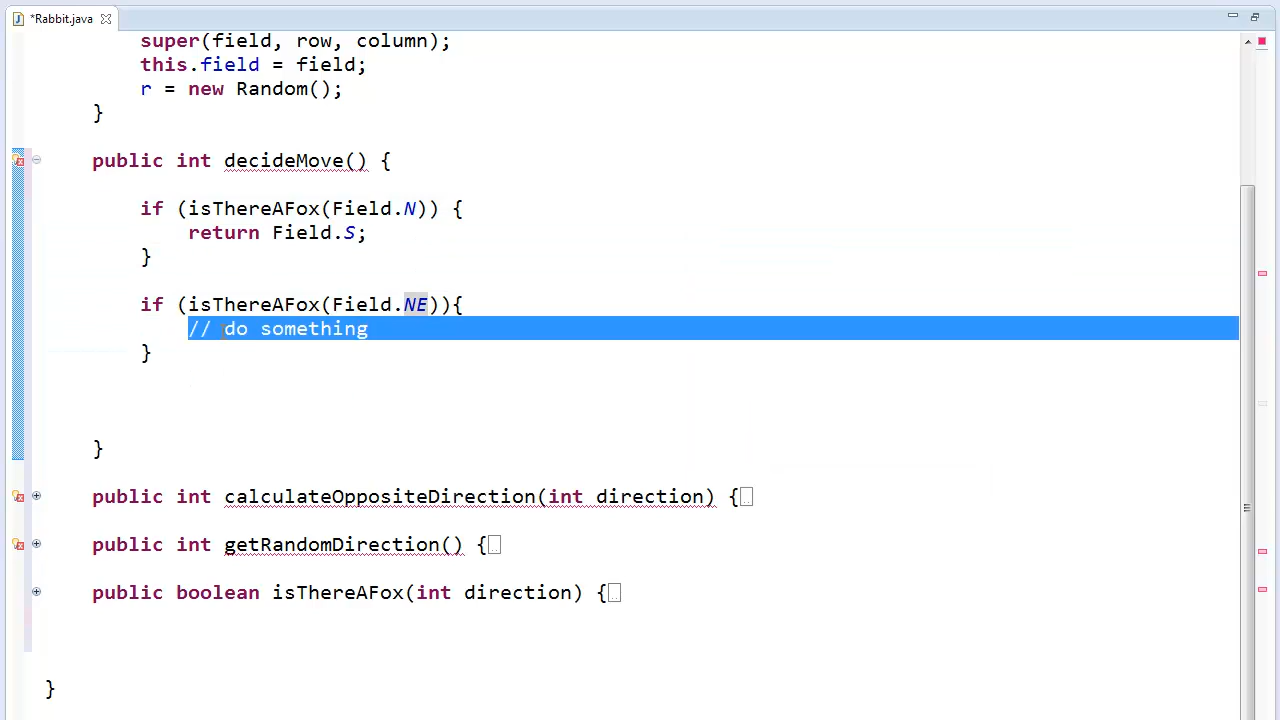 *Rabbit.java
super(field, row, column);
this.field = field;
r = new Random();
}
public int decideMove() {
if (isThereAFox(Field.N)) {
return Field.S;
}
if (isThereAFox(Field.NE)){
// do something
}
}
public int calculateOppositeDirection(int direction) {
public int getRandomDirection() {
public boolean isThereAFox(int direction) {
}